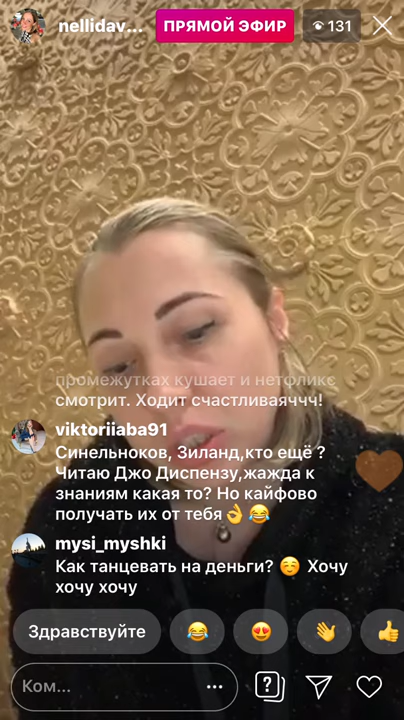 nellidav...
ПРЯМОЙ ЭФИР
131
промежутках кушает и нетфликс
смотрит. Ходит счастливаяччч!
viktoriiaba91
Синельноков, Зиланд,кто ещё ?
Читаю Джо Диспензу,жажда к
знаниям какая то? Но кайфово
получать их от тебя👌😂
mysi_myshki
Как танцевать на деньги? ☺️ Хочу
хочу хочу
Здравствуйте
Ком...